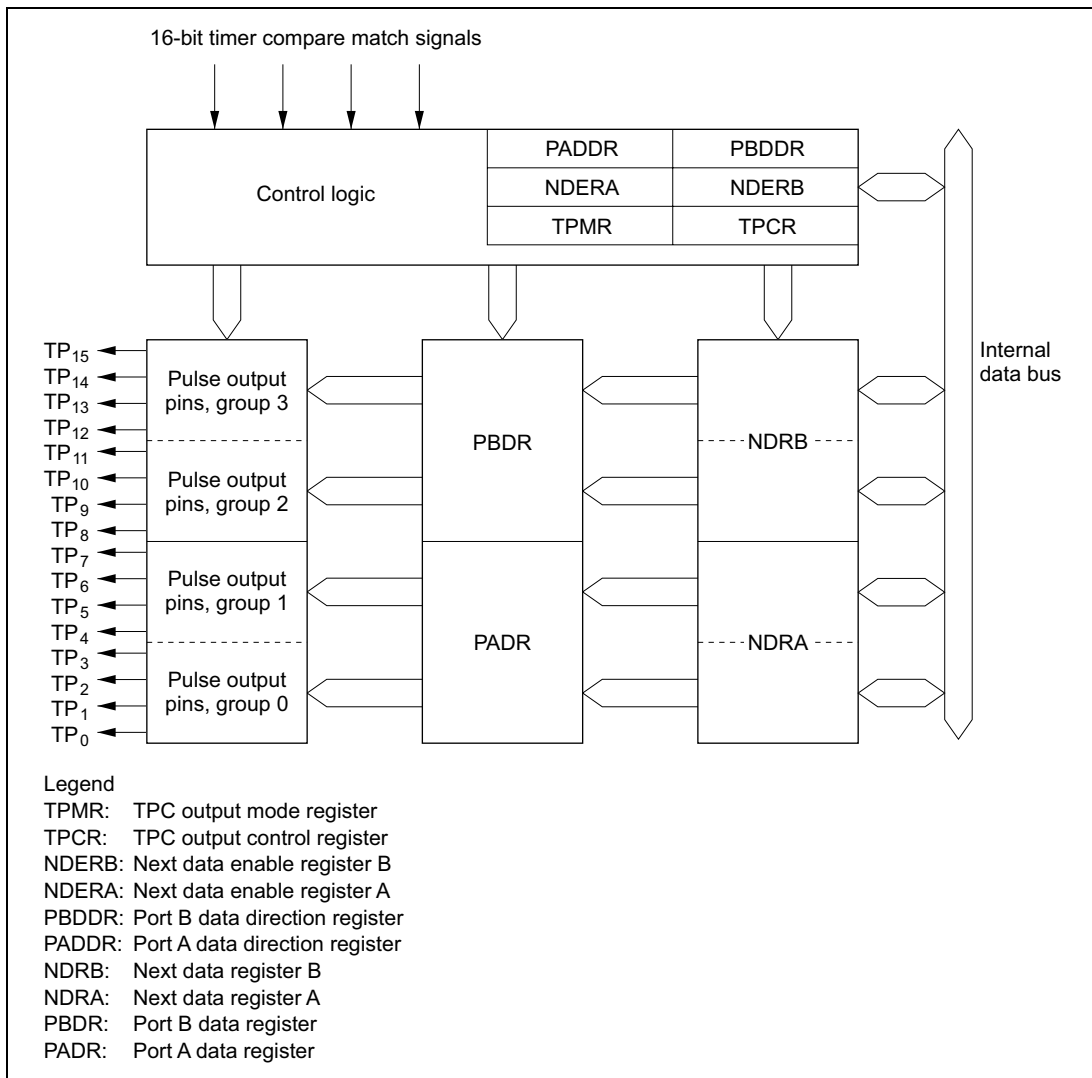 16-bit timer compare match signals
Control logic
PADDR PBDDR
NDERA NDERB
TPMR TPCR
Internal
data bus
TP15
TP14
TP13
TP12
TP11
TP10
TP9
TP8
TP7
TP6
TP5
TP4
TP3
TP2
TP1
TP0
Pulse output
pins, group 3
Pulse output
pins, group 2
Pulse output
pins, group 1
Pulse output
pins, group 0
PBDR
PADR
NDRB
NDRA
Legend
TPMR: TPC output mode register
TPCR: TPC output control register
NDERB: Next data enable register B
NDERA: Next data enable register A
PBDDR: Port B data direction register
PADDR: Port A data direction register
NDRB: Next data register B
NDRA: Next data register A
PBDR: Port B data register
PADR: Port A data register